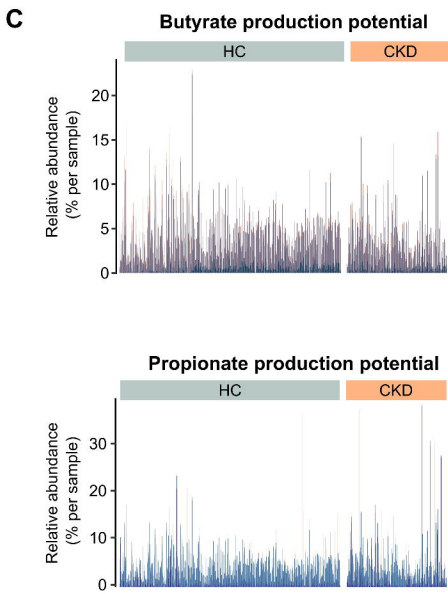 C
Butyrate production potential
HC CKD
Relative abundance
(% per sample)
20
15
10
5
0
Propionate production potential
HC CKD
Relative abundance
(% per sample)
30
20
10
0